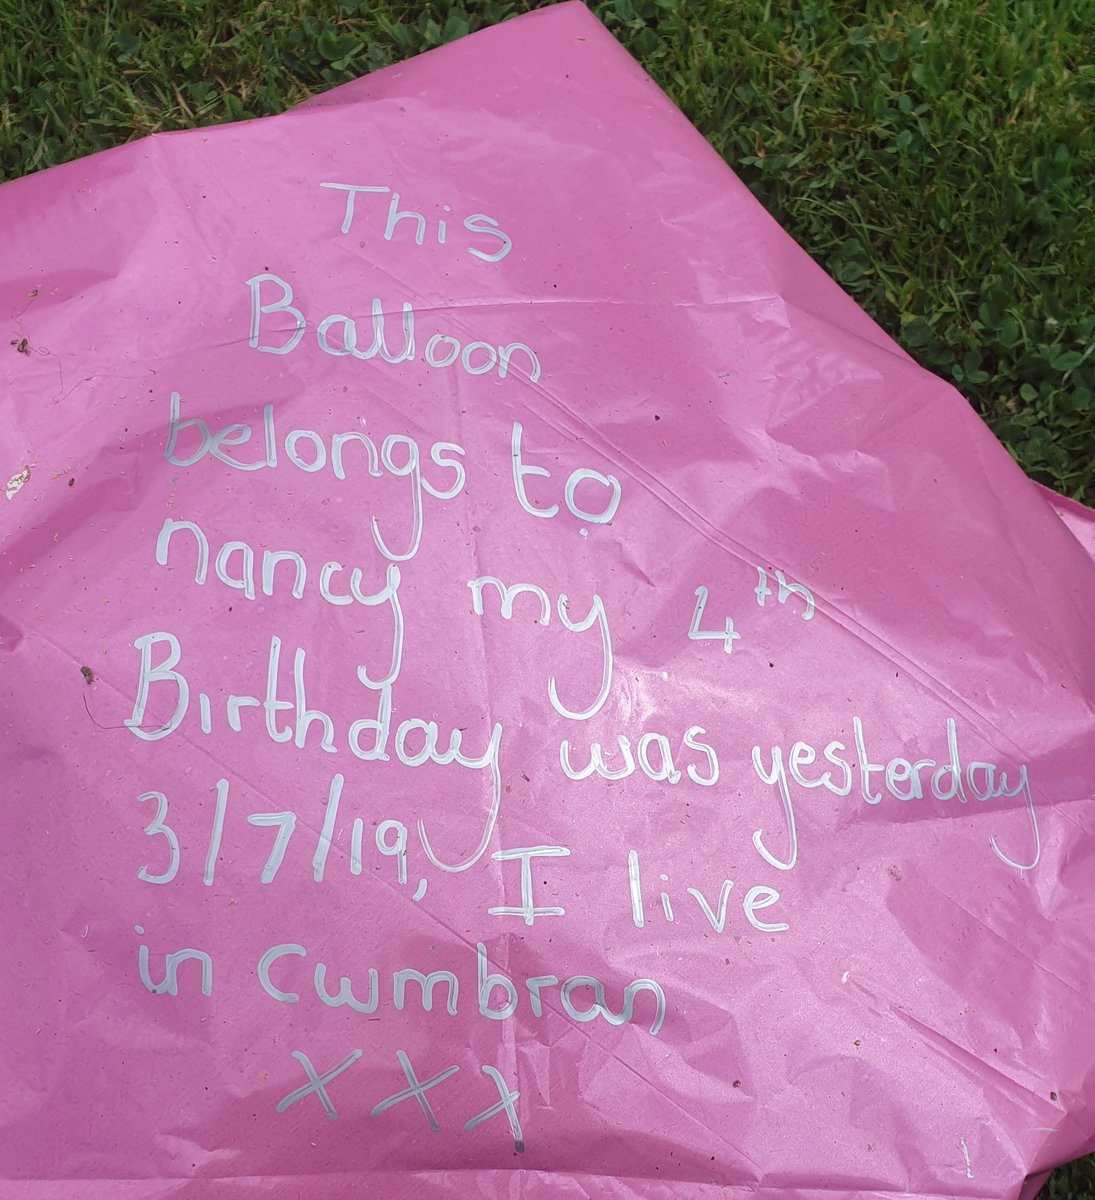 This
Balloon
belongs to
nancy my 4th
Birthday was yesterday
3/7/19, I live
in cwmbran
xxx